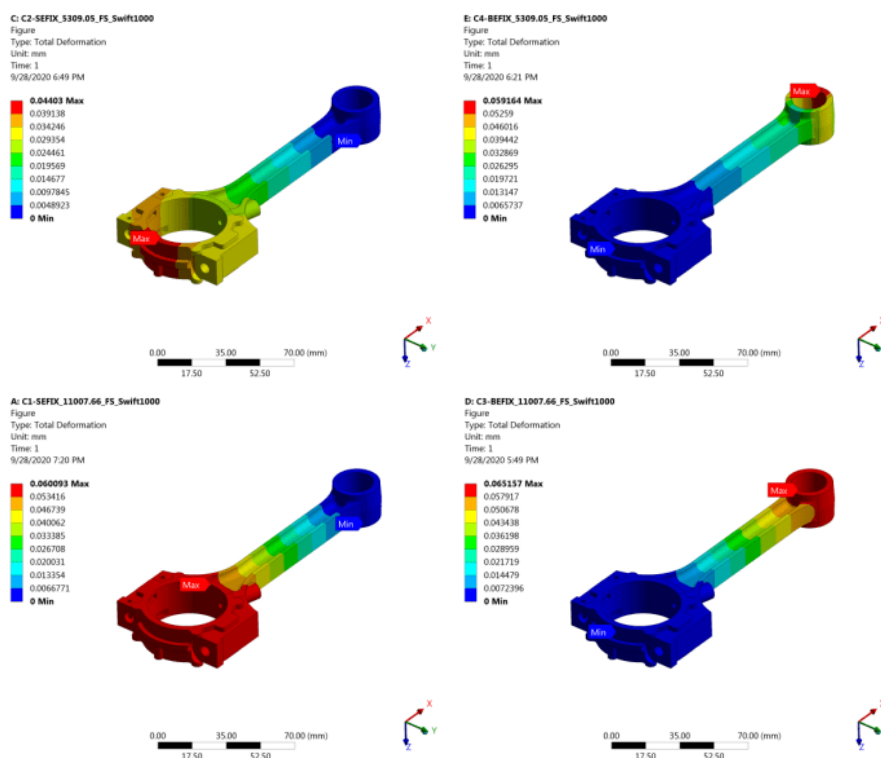 C: C2-SEFIX_5309.05_FS_Swift1000
Figure
Type: Total Deformation
Unit: mm
Time: 1
9/28/2020 6:49 PM
0.04403 Max
0.039138
0.034246
0.029354
0.024461
0.019569
0.014677
0.0097845
0.0048923
0 Min
Min
Max
X
Y
Z
0.00 35.00 70.00 (mm)
17.50 52.50
E: C4-BEFIX_5309.05_FS_Swift1000
Figure
Type: Total Deformation
Unit: mm
Time: 1
9/28/2020 6:21 PM
0.059164 Max
0.05259
0.046016
0.039442
0.032869
0.026295
0.019721
0.013147
0.0065737
0 Min
Max
Min
X
Y
Z
0.00 35.00 70.00 (mm)
17.50 52.50
A: C1-SEFIX_11007.66_FS_Swift1000
Figure
Type: Total Deformation
Unit: mm
Time: 1
9/28/2020 7:20 PM
0.060093 Max
0.053416
0.046739
0.040062
0.033385
0.026708
0.020031
0.013354
0.0066771
0 Min
Min
Max
X
Y
Z
0.00 35.00 70.00 (mm)
17.50 52.50
D: C3-BEFIX_11007.66_FS_Swift1000
Figure
Type: Total Deformation
Unit: mm
Time: 1
9/28/2020 5:49 PM
0.065157 Max
0.057917
0.050678
0.043438
0.036198
0.028959
0.021719
0.014479
0.0072396
0 Min
Max
Min
X
Y
Z
0.00 35.00 70.00 (mm)
17.50 52.50